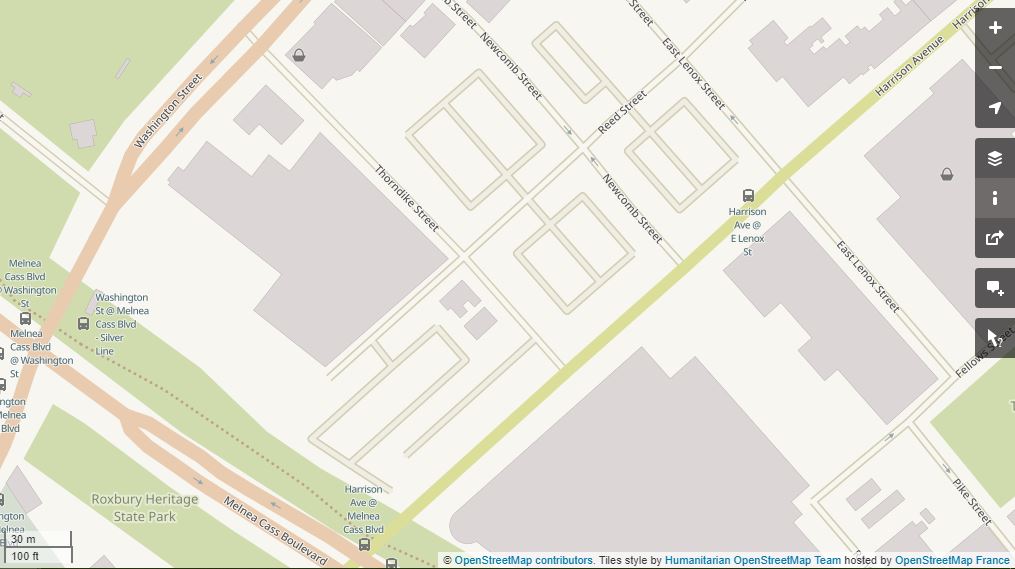 Newcomb Street
East Lenox Street
Harrison Avenue
Washington Street
Reed Street
Newcomb Street
Thorndike Street
Harrison
Ave @
E Lenox
St
East Lenox Street
Melnea
Cass Blvd
@ Washington
St
Washington
St @ Melnea
Cass Blvd
- Silver
Line
Melnea
Cass Blvd
@ Washington
St
Fellows Street
Roxbury Heritage
State Park
Melnea Cass Boulevard
Harrison
Ave @
Melnea
Cass Blvd
Pike Street
30 m
100 ft
© OpenStreetMap contributors. Tiles style by Humanitarian OpenStreetMap Team hosted by OpenStreetMap France